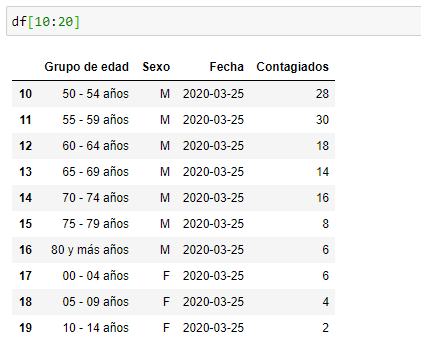 df[10:20]
Grupo de edad Sexo Fecha Contagiados
10 50 - 54 años M 2020-03-25 28
11 55 - 59 años M 2020-03-25 30
12 60 - 64 años M 2020-03-25 18
13 65 - 69 años M 2020-03-25 14
14 70 - 74 años M 2020-03-25 16
15 75 - 79 años M 2020-03-25 8
16 80 y más años M 2020-03-25 6
17 00 - 04 años F 2020-03-25 6
18 05 - 09 años F 2020-03-25 4
19 10 - 14 años F 2020-03-25 2